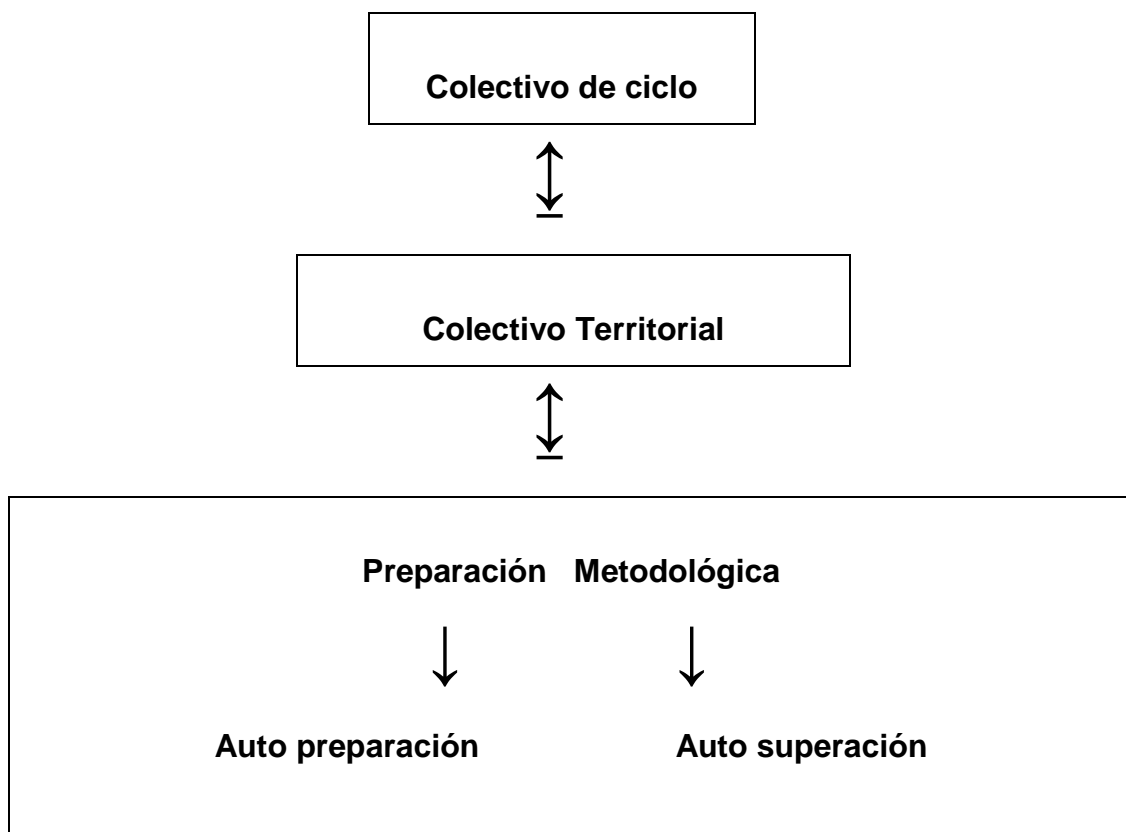 Colectivo de ciclo
Colectivo Territorial
Preparación Metodológica
Auto preparación Auto superación